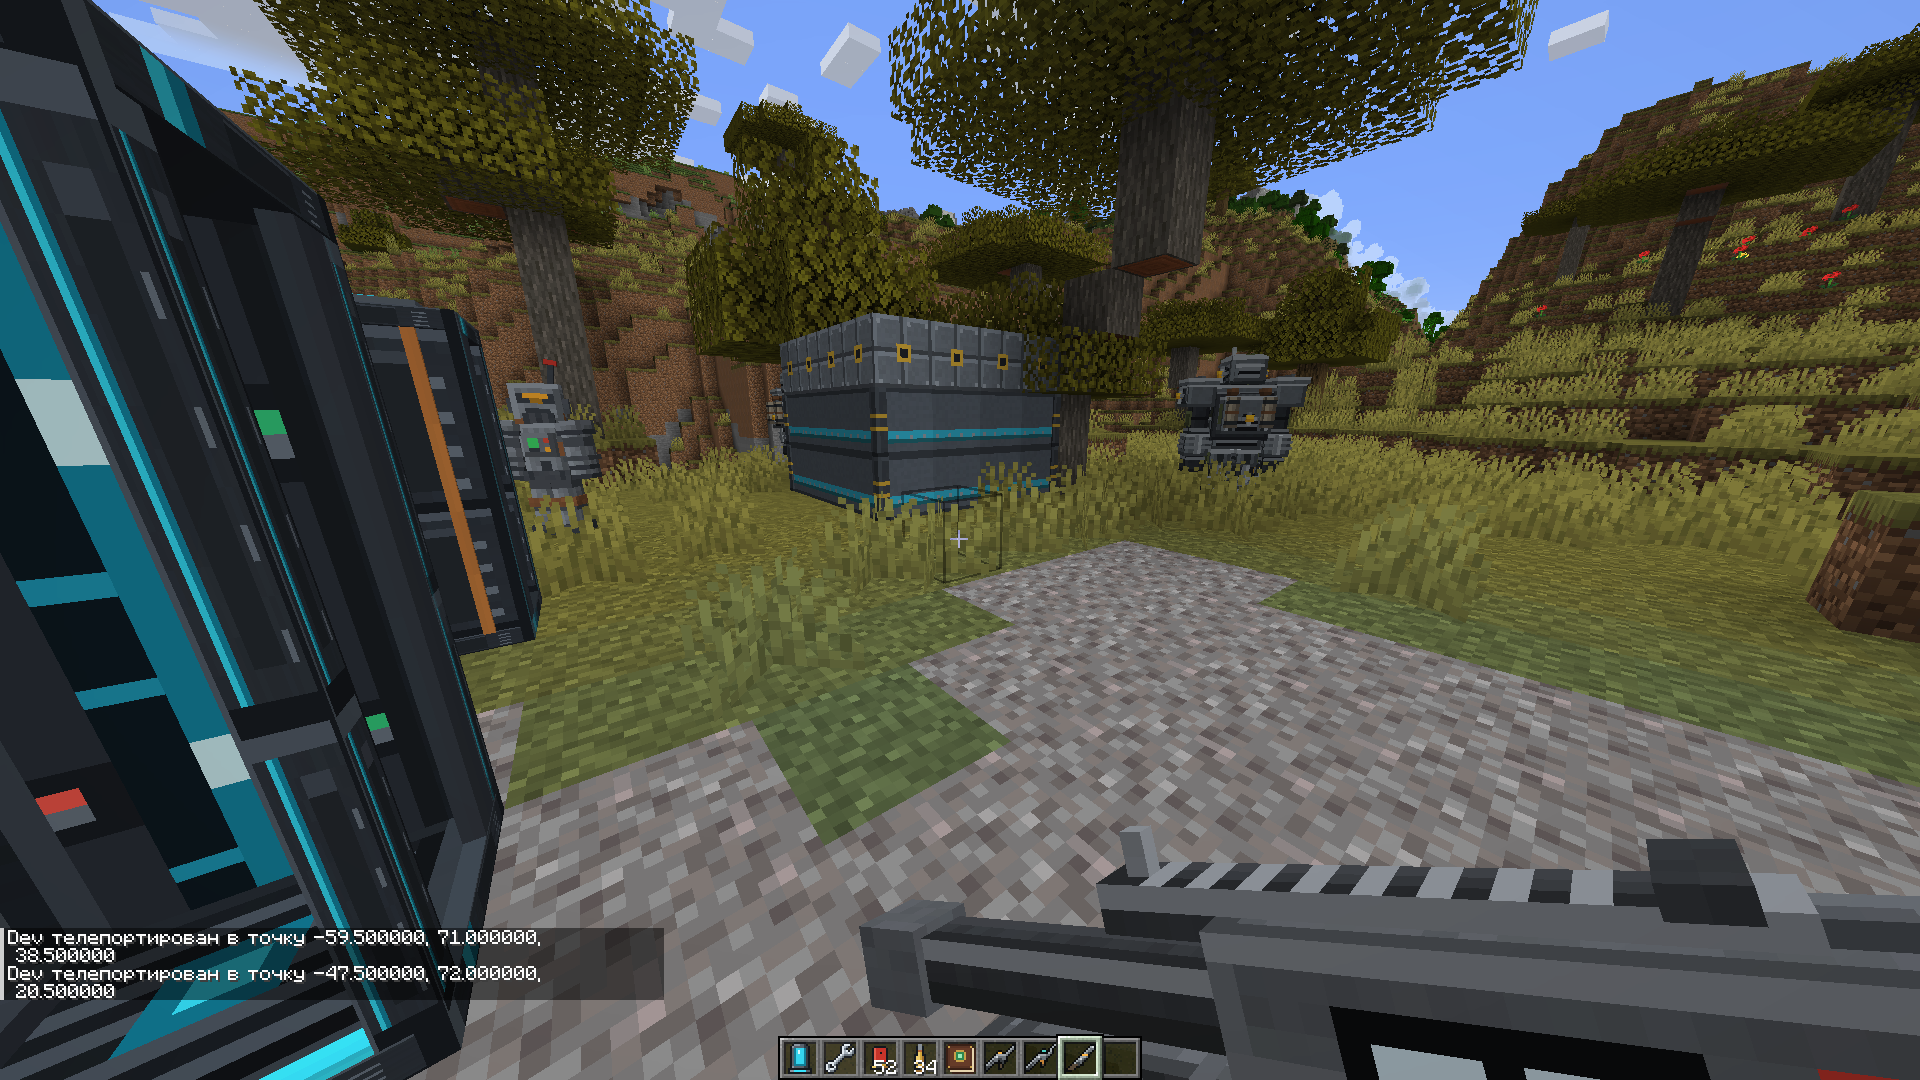 Dev телепортирован в точку -59.500000, 71.000000,
38.500000
Dev телепортирован в точку -47.500000, 72.000000,
20.500000
52 34